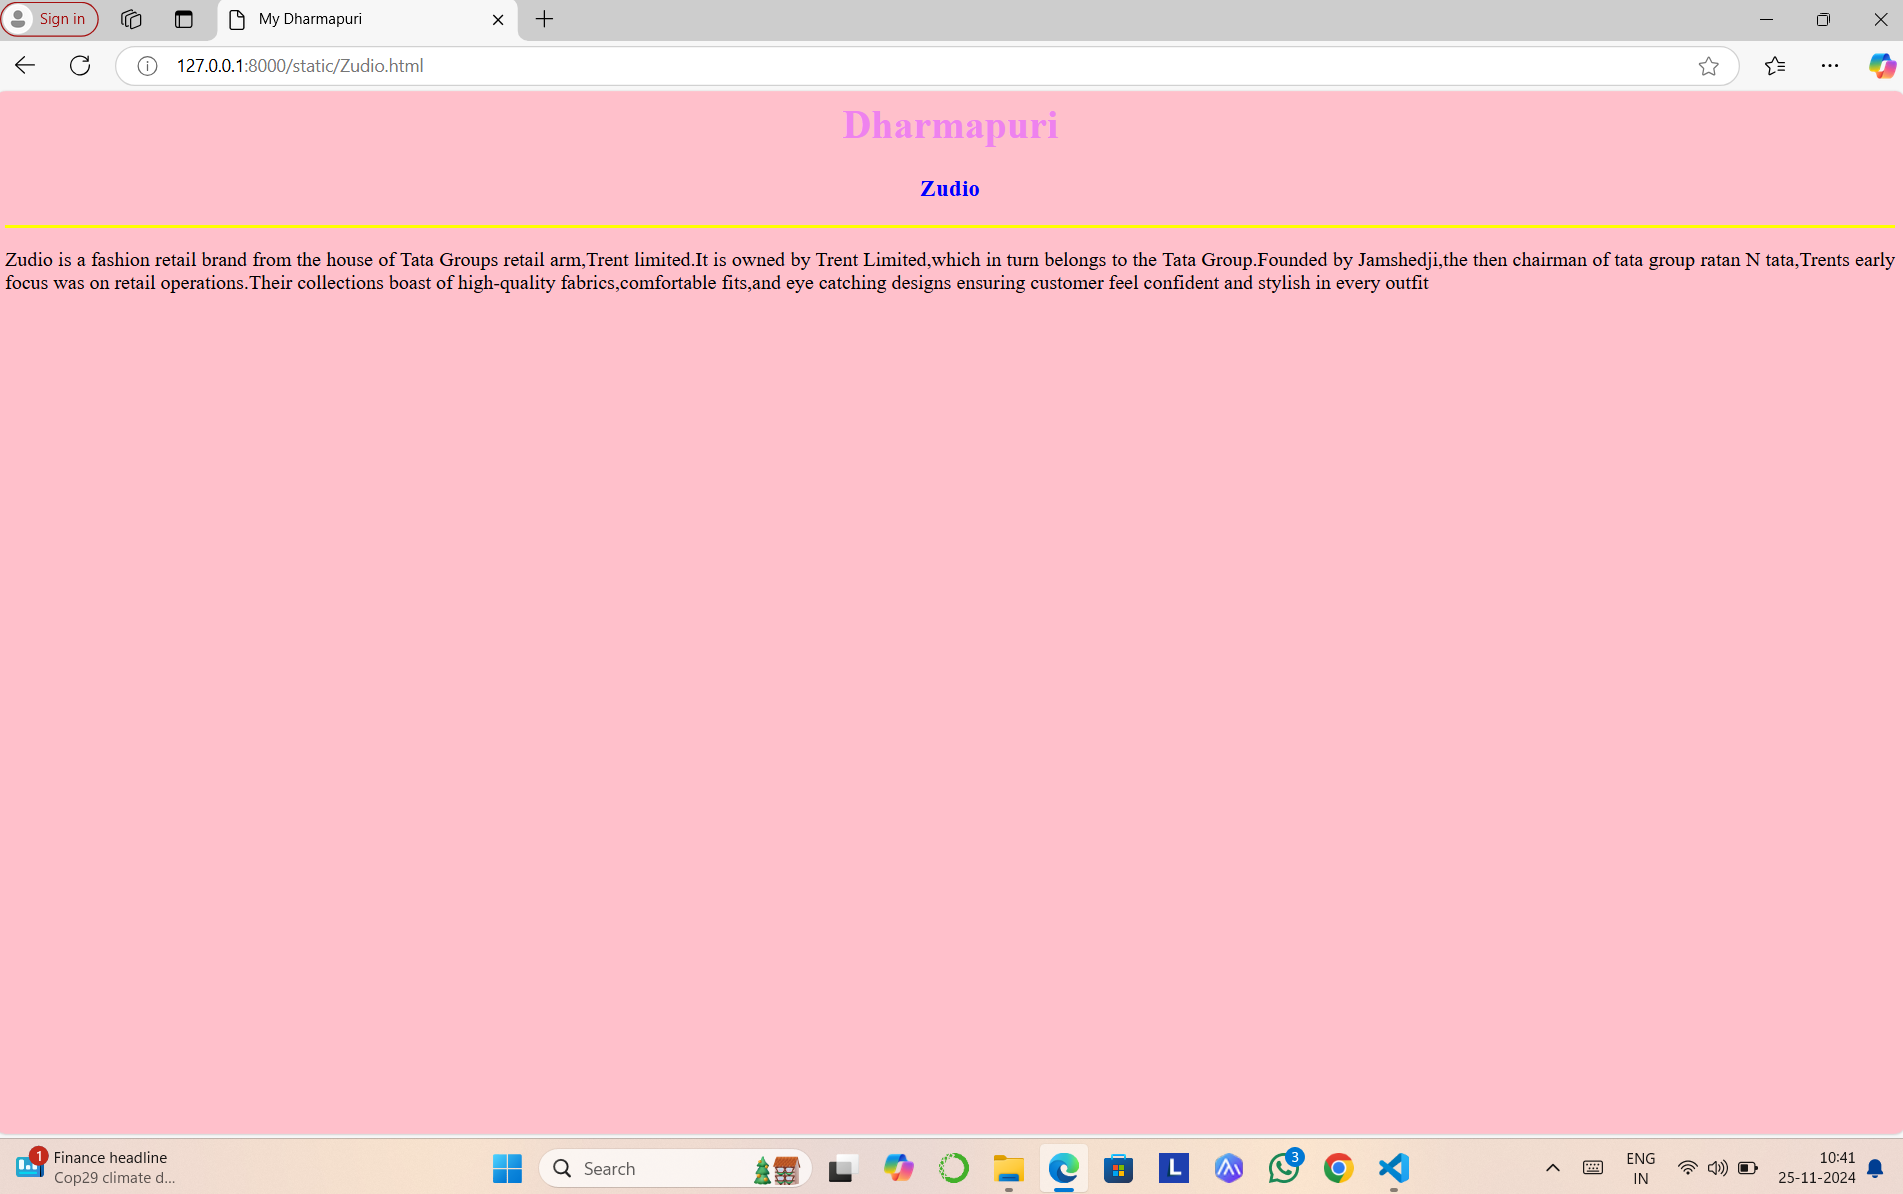 Sign in
My Dharmapuri
127.0.0.1:8000/static/Zudio.html
Dharmapuri
Zudio
Zudio is a fashion retail brand from the house of Tata Groups retail arm,Trent limited.It is owned by Trent Limited,which in turn belongs to the Tata Group.Founded by Jamshedji,the then chairman of tata group ratan N tata,Trents early
focus was on retail operations.Their collections boast of high-quality fabrics,comfortable fits,and eye catching designs ensuring customer feel confident and stylish in every outfit
1
Finance headline
Cop29 climate d...
Search
L
3
ENG
IN
10:41
25-11-2024